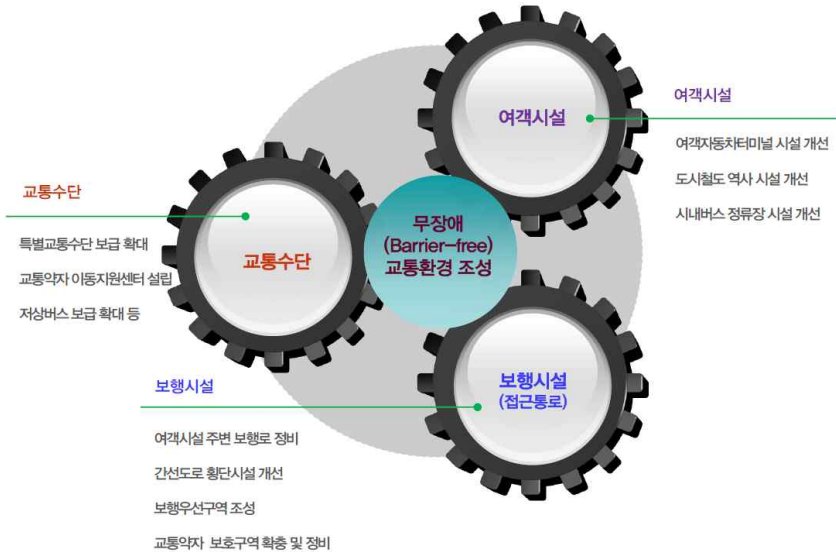 여객시설
여객시설
여객자동차터미널 시설 개선
도시철도 역사 시설 개선
시내버스 정류장 시설 개선
교통수단
특별교통수단 보급 확대
교통약자 이동지원센터 설립
저상버스 보급 확대 등
교통수단
무장애
(Barrier-free)
교통환경 조성
보행시설
(접근통로)
보행시설
여객시설 주변 보행로 정비
간선도로 횡단시설 개선
보행우선구역 조성
교통약자 보호구역 확충 및 정비